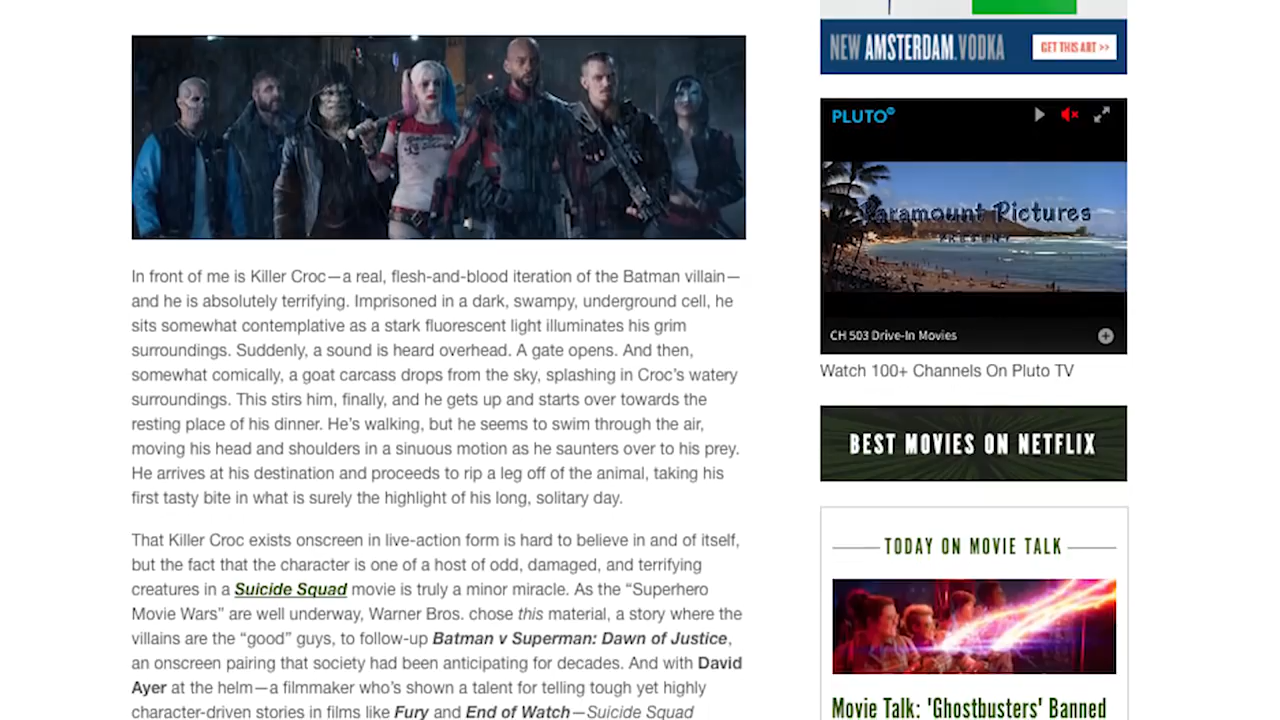 In front of me is Killer Croc—a real, flesh-and-blood iteration of the Batman villain—
and he is absolutely terrifying. Imprisoned in a dark, swampy, underground cell, he
sits somewhat contemplative as a stark fluorescent light illuminates his grim
surroundings. Suddenly, a sound is heard overhead. A gate opens. And then,
somewhat comically, a goat carcass drops from the sky, splashing in Croc’s watery
surroundings. This stirs him, finally, and he gets up and starts over towards the
resting place of his dinner. He’s walking, but he seems to swim through the air,
moving his head and shoulders in a sinuous motion as he saunters over to his prey.
He arrives at his destination and proceeds to rip a leg off of the animal, taking his
first tasty bite in what is surely the highlight of his long, solitary day.
That Killer Croc exists onscreen in live-action form is hard to believe in and of itself,
but the fact that the character is one of a host of odd, damaged, and terrifying
creatures in a Suicide Squad movie is truly a minor miracle. As the “Superhero
Movie Wars” are well underway, Warner Bros. chose this material, a story where the
villains are the “good” guys, to follow-up Batman v Superman: Dawn of Justice,
an onscreen pairing that society had been anticipating for decades. And with David
Ayer at the helm—a filmmaker who’s shown a talent for telling tough yet highly
character-driven stories in films like Fury and End of Watch—Suicide Squad
NEW AMSTERDAM.VODKA
GET THIS ART >>
PLUTO
Paramount Pictures
PRESENT
CH 503 Drive-In Movies
Watch 100+ Channels On Pluto TV
BEST MOVIES ON NETFLIX
TODAY ON MOVIE TALK
Movie Talk: 'Ghostbusters' Banned